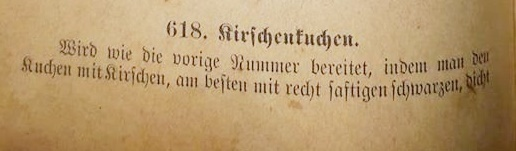 618. Kirschenkuchen.
Wird wie die vorige Nummer bereitet, indem man den
Kuchen mit Kirschen, am besten mit recht saftigen schwarzen, dicht